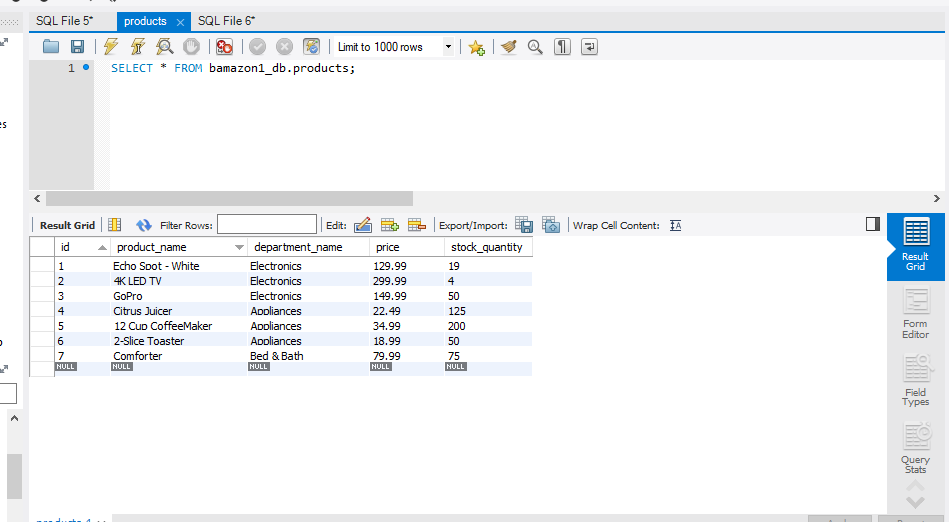 SQL File 5* products × SQL File 6*
Limit to 1000 rows
1 SELECT * FROM bamazon1_db.products;
Result Grid Filter Rows: Edit: Export/Import: Wrap Cell Content:
id product_name department_name price stock_quantity
1 Echo Spot - White Electronics 129.99 19
2 4K LED TV Electronics 299.99 4
3 GoPro Electronics 149.99 50
4 Citrus Juicer Appliances 22.49 125
5 12 Cup CoffeeMaker Appliances 34.99 200
6 2-Slice Toaster Appliances 18.99 50
7 Comforter Bed & Bath 79.99 75
NULL NULL NULL NULL NULL
Result
Grid
Form
Editor
Field
Types
Query
Stats